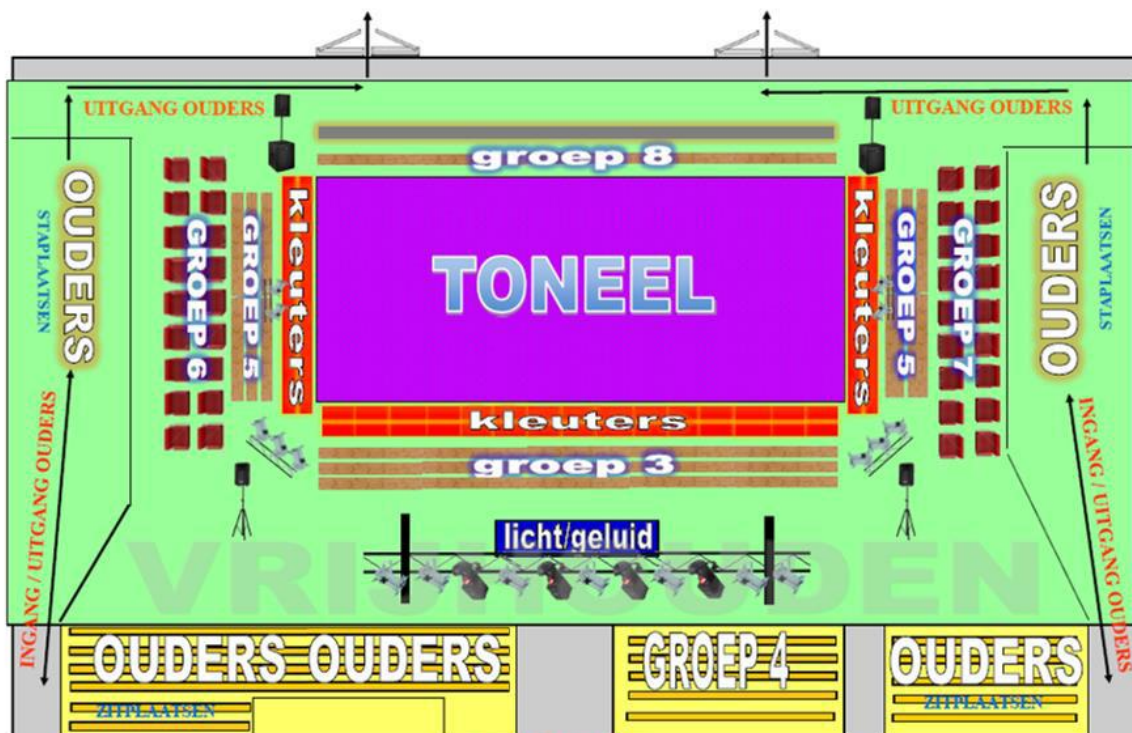 UITGANG OUDERS
UITGANG OUDERS
groep 8
OUDERS
STAPLAATSEN
GROEP 6
GROEP 5
kleuters
TONEEL
kleuters
GROEP 5
GROEP 7
OUDERS
STAPLAATSEN
kleuters
groep 3
INGANG / UITGANG OUDERS
INGANG / UITGANG OUDERS
licht/geluid
VRIJHOUDEN
OUDERS OUDERS
GROEP 4
OUDERS
ZITPLAATSEN
ZITPLAATSEN